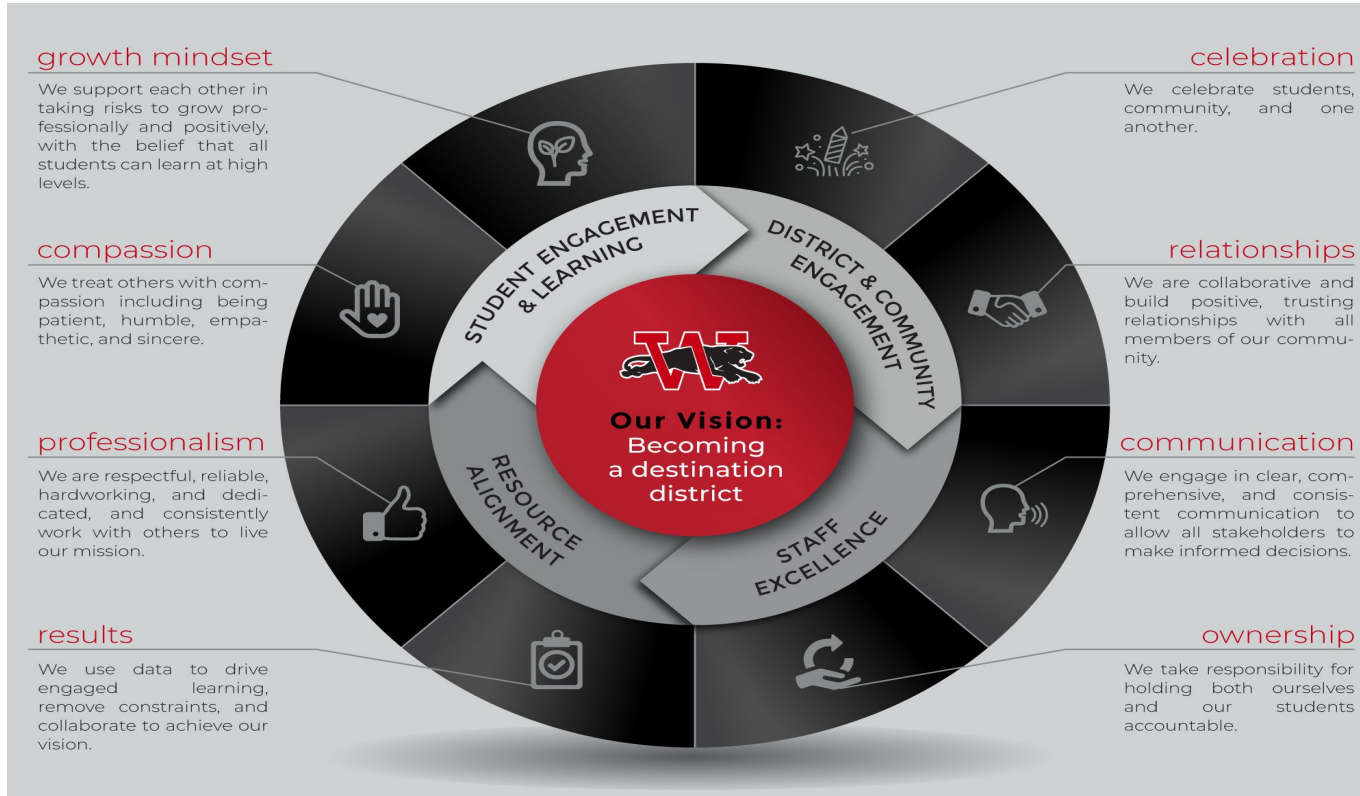 growth mindset
We support each other in
taking risks to grow pro-
fessionally and positively,
with the belief that all
students can learn at high
levels.
compassion
We treat others with com-
passion including being
patient, humble, empa-
thetic, and sincere.
professionalism
We are respectful, reliable,
hardworking, and dedi-
cated, and consistently
work with others to live
our mission.
results
We use data to drive
engaged learning,
remove constraints, and
collaborate to achieve our
vision.
STUDENT ENGAGEMENT
& LEARNING
DISTRICT & COMMUNITY
ENGAGEMENT
STAFF
EXCELLENCE
RESOURCE
ALIGNMENT
W
Our Vision:
Becoming
a destination
district
celebration
We celebrate students,
community, and one
another.
relationships
We are collaborative and
build positive, trusting
relationships with all
members of our commu-
nity.
communication
We engage in clear, com-
prehensive, and consis-
tent communication to
allow all stakeholders to
make informed decisions.
ownership
We take responsibility for
holding both ourselves
and our students
accountable.